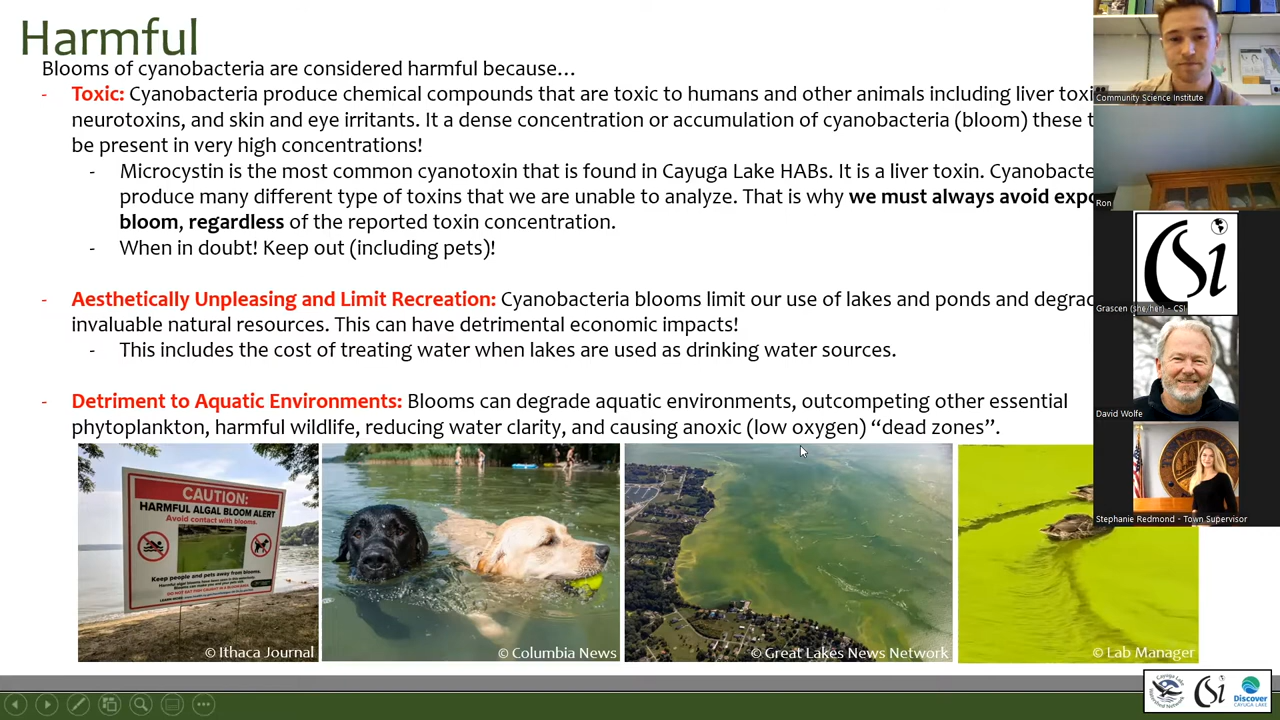 Harmful
Blooms of cyanobacteria are considered harmful because…
- Toxic: Cyanobacteria produce chemical compounds that are toxic to humans and other animals including liver toxi
neurotoxins, and skin and eye irritants. It a dense concentration or accumulation of cyanobacteria (bloom) these t
be present in very high concentrations!
- Microcystin is the most common cyanotoxin that is found in Cayuga Lake HABs. It is a liver toxin. Cyanobacte
produce many different type of toxins that we are unable to analyze. That is why we must always avoid expo
bloom, regardless of the reported toxin concentration.
- When in doubt! Keep out (including pets)!
- Aesthetically Unpleasing and Limit Recreation: Cyanobacteria blooms limit our use of lakes and ponds and degrad
invaluable natural resources. This can have detrimental economic impacts!
- This includes the cost of treating water when lakes are used as drinking water sources.
- Detriment to Aquatic Environments: Blooms can degrade aquatic environments, outcompeting other essential
phytoplankton, harmful wildlife, reducing water clarity, and causing anoxic (low oxygen) “dead zones”.
CAUTION:
HARMFUL ALGAL BLOOM ALERT
Avoid contact with blooms.
Keep people and pets away from blooms.
© Ithaca Journal
© Columbia News
© Great Lakes News Network
© Lab Manager
Community Science Institute
Ron
CSi
Grascen (she/her) - CSI
David Wolfe
Stephanie Redmond - Town Supervisor
Cayuga Lake
Watershed Network
CSi
Discover
CAYUGA LAKE